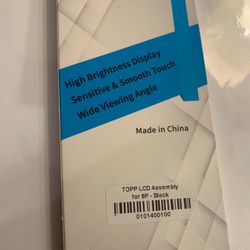 High Brightness Display
Sensitive & Smooth Touch
Wide Viewing Angle
Made in China
TOPP LCD Assembly
for 8P - Black
0101400100